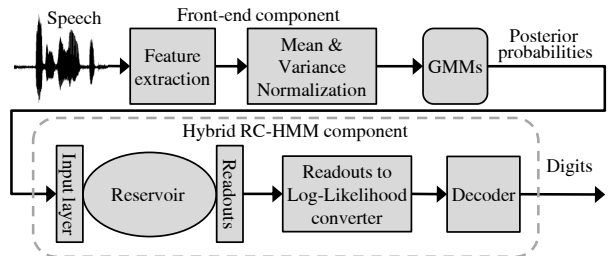 Speech
Front-end component
Feature
extraction
Mean &
Variance
Normalization
GMMs
Posterior
probabilities
Hybrid RC-HMM component
Input layer
Reservoir
Readouts
Readouts to
Log-Likelihood
converter
Decoder
Digits